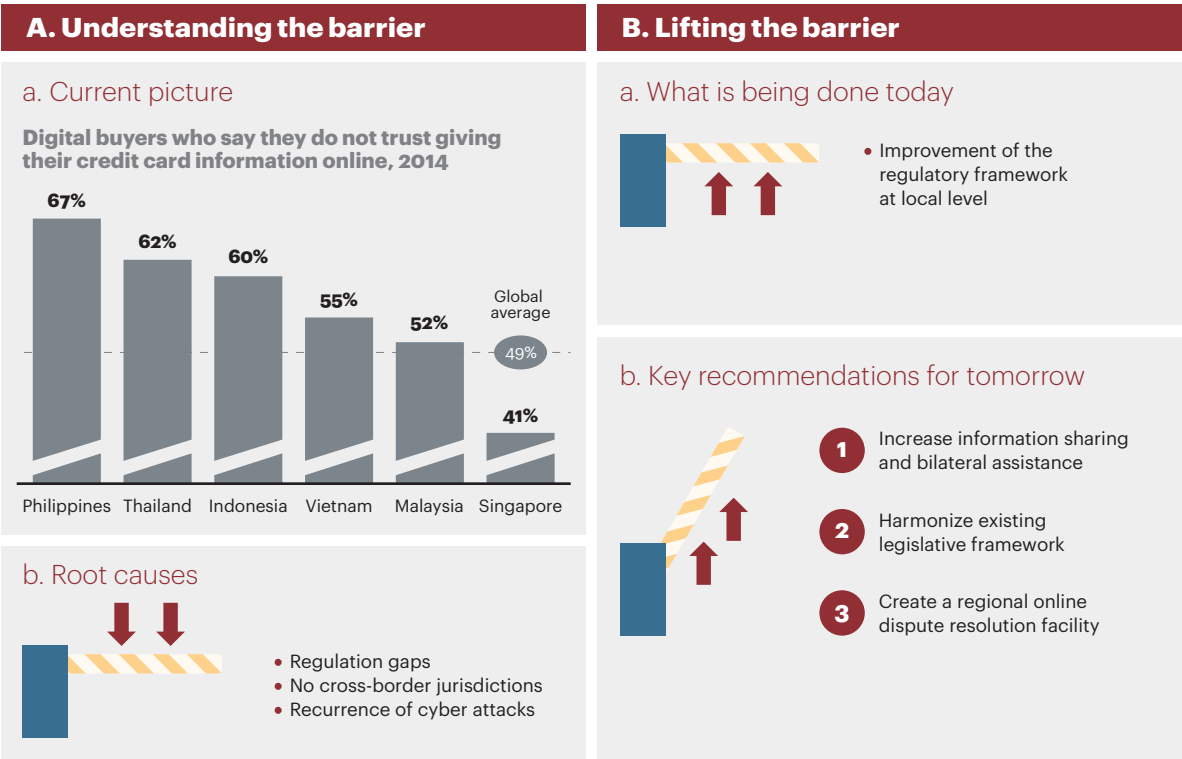 A. Understanding the barrier
a. Current picture
Digital buyers who say they do not trust giving
their credit card information online, 2014
67%
62%
60%
55%
52%
Global
average
49%
41%
Philippines
Thailand
Indonesia
Vietnam
Malaysia
Singapore
b. Root causes
• Regulation gaps
• No cross-border jurisdictions
• Recurrence of cyber attacks
B. Lifting the barrier
a. What is being done today
• Improvement of the
regulatory framework
at local level
b. Key recommendations for tomorrow
1
Increase information sharing
and bilateral assistance
2
Harmonize existing
legislative framework
3
Create a regional online
dispute resolution facility